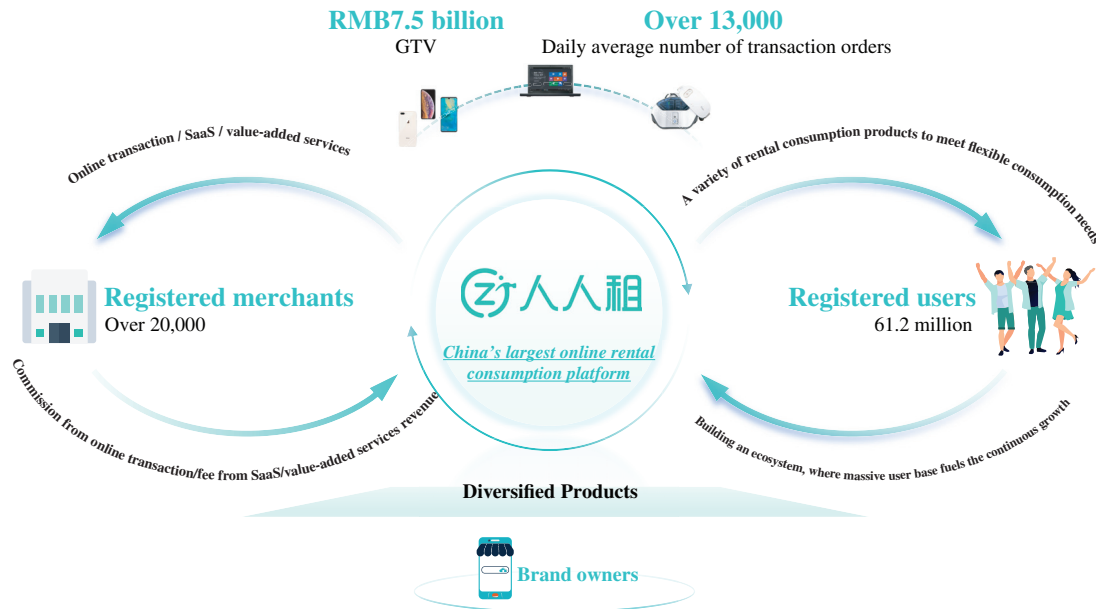 RMB7.5 billion
GTV
Over 13,000
Daily average number of transaction orders
Online transaction / SaaS / value-added services
A variety of rental consumption products to meet flexible consumption needs
Registered merchants
Over 20,000
人人租
China's largest online rental
consumption platform
Registered users
61.2 million
Commission from online transaction/fee from SaaS/value-added services revenue
Building an ecosystem, where massive user base fuels the continuous growth
Diversified Products
Brand owners